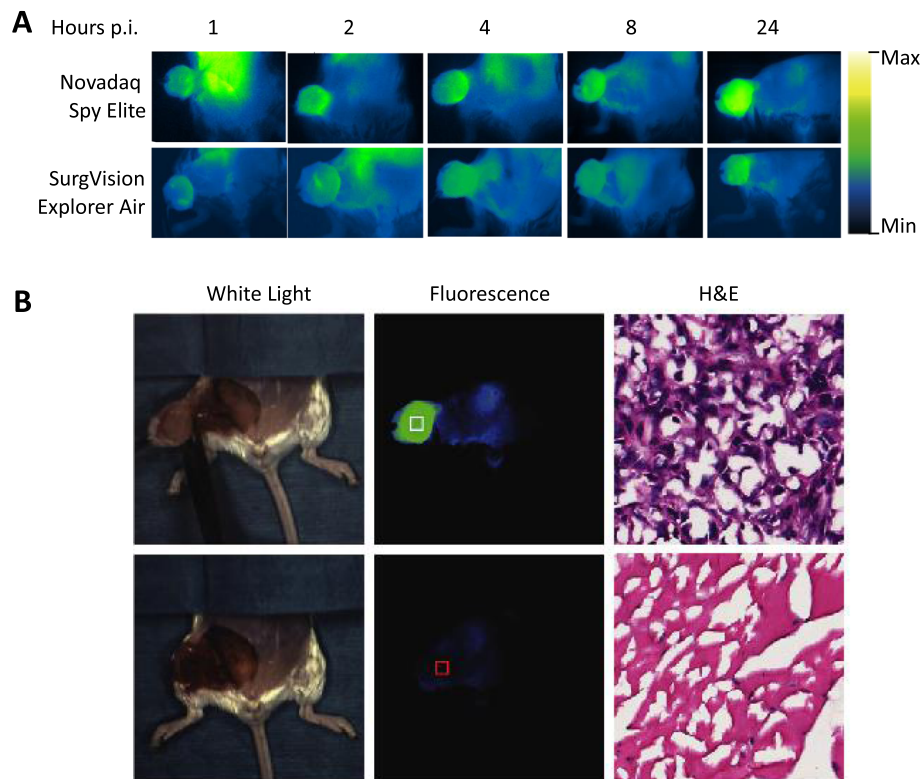 A
Hours p.i. 1 2 4 8 24
Novadaq
Spy Elite
SurgVision
Explorer Air
Max
Min
B
White Light Fluorescence H&E